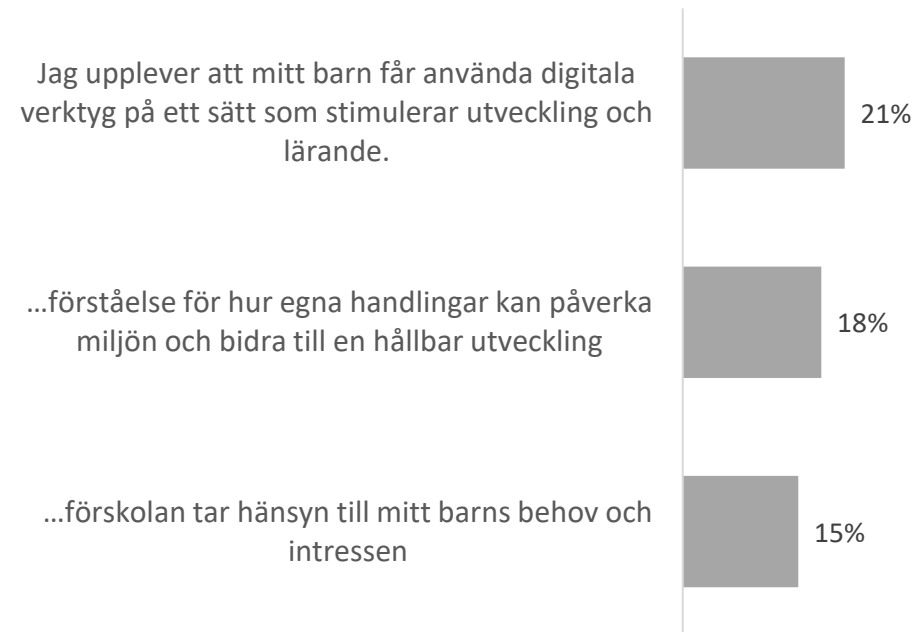 Jag upplever att mitt barn får använda digitala
verktyg på ett sätt som stimulerar utveckling och
lärande.
21%
...förståelse för hur egna handlingar kan påverka
miljön och bidra till en hållbar utveckling
18%
...förskolan tar hänsyn till mitt barns behov och
intressen
15%